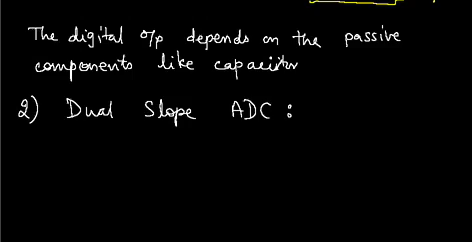 The digital o/p depends on the passive
components like capacitor
2) Dual Slope ADC :